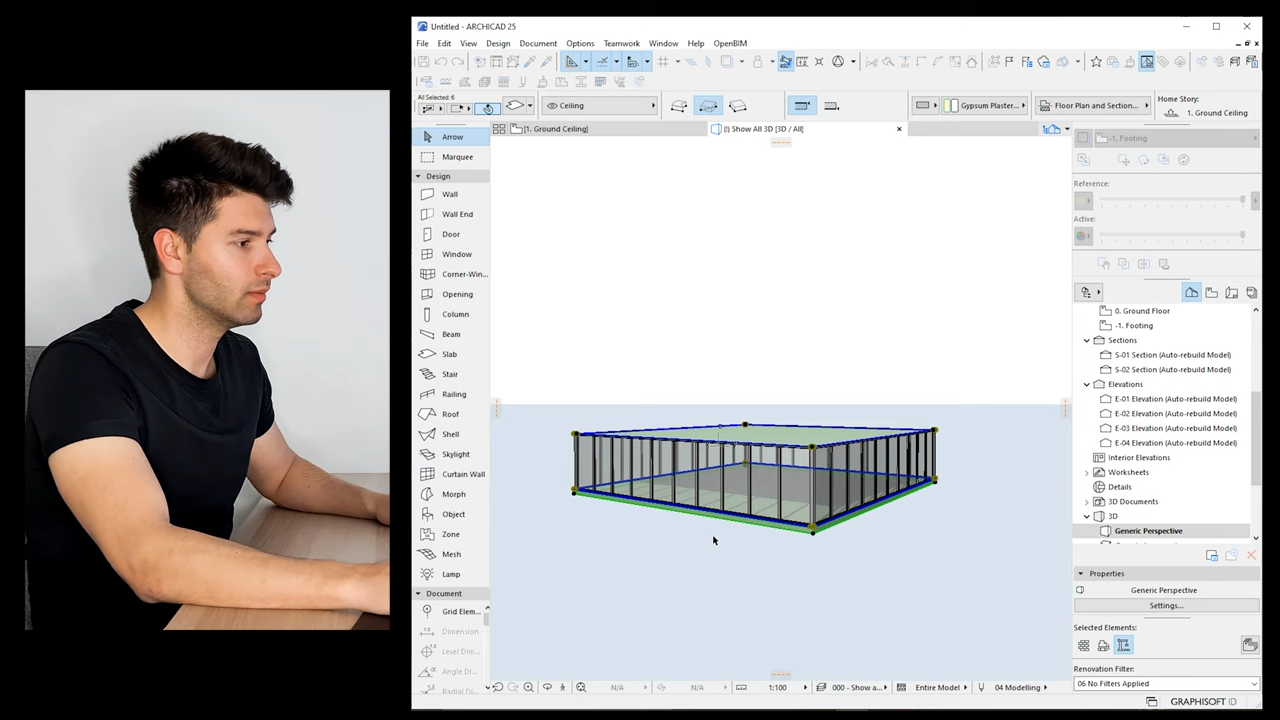 Untitled - ARCHICAD 25
File Edit View Design Document Options Teamwork Window Help OpenBIM
All Selected: 6
Ceiling
Gypsum Plaster...
Floor Plan and Section...
Home Story:
1. Ground Ceiling
[1. Ground Ceiling]
(!) Show All 3D [3D / All]
Arrow
Marquee
Design
Wall
Wall End
Door
Window
Corner-Win...
Opening
Column
Beam
Slab
Stair
Railing
Roof
Shell
Skylight
Curtain Wall
Morph
Object
Zone
Mesh
Lamp
Document
Grid Elem...
Dimension
Level Dim...
Angle Di...
Radial Di...
-1. Footing
Reference:
Active:
0. Ground Floor
-1. Footing
Sections
S-01 Section (Auto-rebuild Model)
S-02 Section (Auto-rebuild Model)
Elevations
E-01 Elevation (Auto-rebuild Model)
E-02 Elevation (Auto-rebuild Model)
E-03 Elevation (Auto-rebuild Model)
E-04 Elevation (Auto-rebuild Model)
Interior Elevations
Worksheets
Details
3D Documents
3D
Generic Perspective
Properties
Generic Perspective
Settings...
Selected Elements:
Renovation Filter:
06 No Filters Applied
N/A N/A 1:100 000 - Show a... Entire Model 04 Modelling
GRAPHISOFT ID